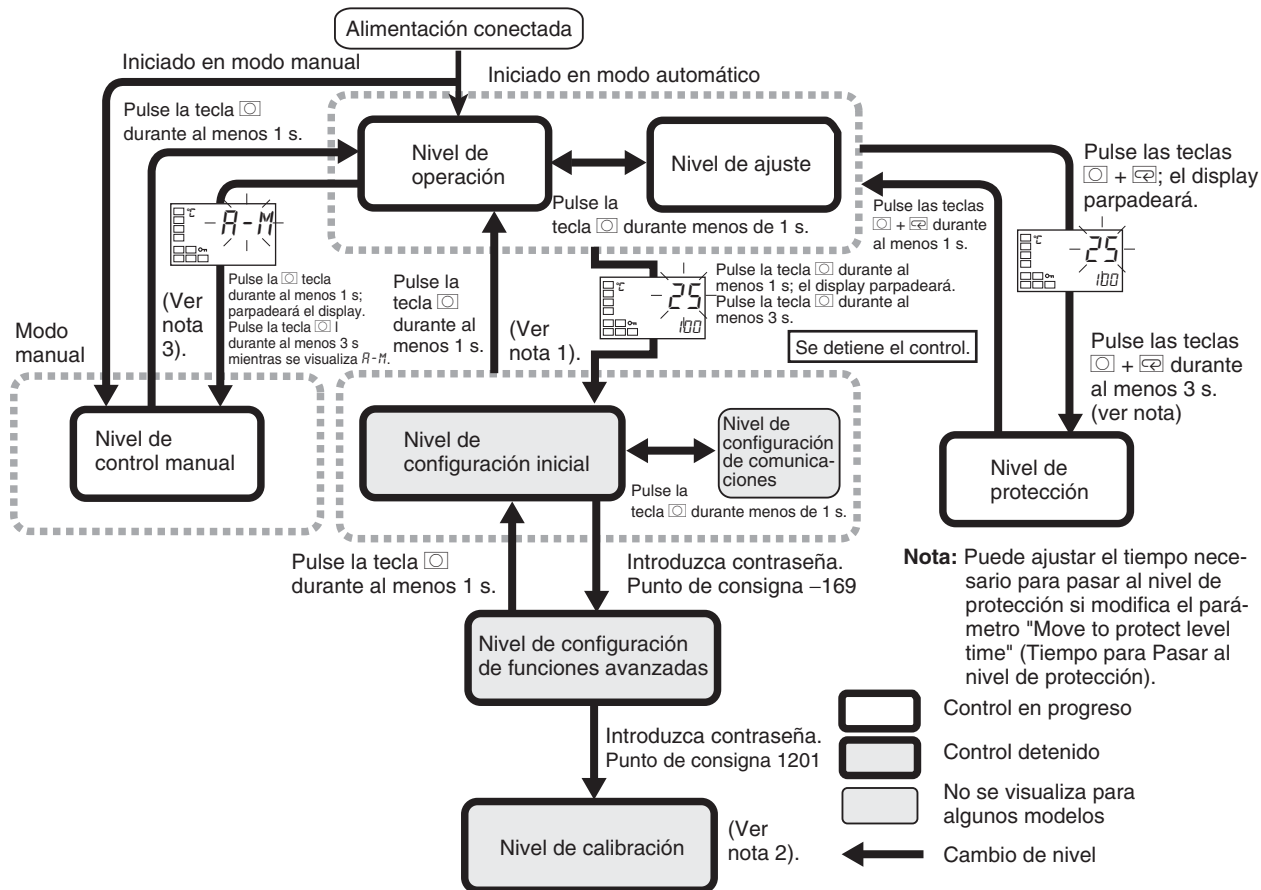 Alimentación conectada
Iniciado en modo manual
Iniciado en modo automático
Pulse la tecla
durante al menos 1 s.
Nivel de
operación
Nivel de ajuste
Pulse la
tecla durante menos de 1 s.
Pulse las teclas
+ ; el display
parpadeará.
Pulse las teclas
+ durante
al menos 1 s.
°C
A-M
°C
25
100
°C
25
100
Pulse la tecla
durante al menos 1 s;
parpadeará el display.
Pulse la tecla l
durante al menos 3 s
mientras se visualiza A-M.
(Ver
nota
3).
Pulse la
tecla
durante al
menos 1 s.
(Ver
nota 1).
Pulse la tecla durante al
menos 1 s; el display parpadeará.
Pulse la tecla durante al
menos 3 s.
Se detiene el control.
Pulse las teclas
+ durante
al menos 3 s.
(ver nota)
Modo
manual
Nivel de
control manual
Nivel de
configuración inicial
Nivel de
configuración
de comunica-
ciones
Pulse la
tecla durante menos de 1 s.
Nivel de
protección
Pulse la tecla
durante al menos 1 s.
Introduzca contraseña.
Punto de consigna –169
Nota: Puede ajustar el tiempo nece-
sario para pasar al nivel de
protección si modifica el pará-
metro "Move to protect level
time" (Tiempo para Pasar al
nivel de protección).
Nivel de configuración
de funciones avanzadas
Introduzca contraseña.
Punto de consigna 1201
Nivel de calibración
(Ver
nota 2).
Control en progreso
Control detenido
No se visualiza para
algunos modelos
Cambio de nivel